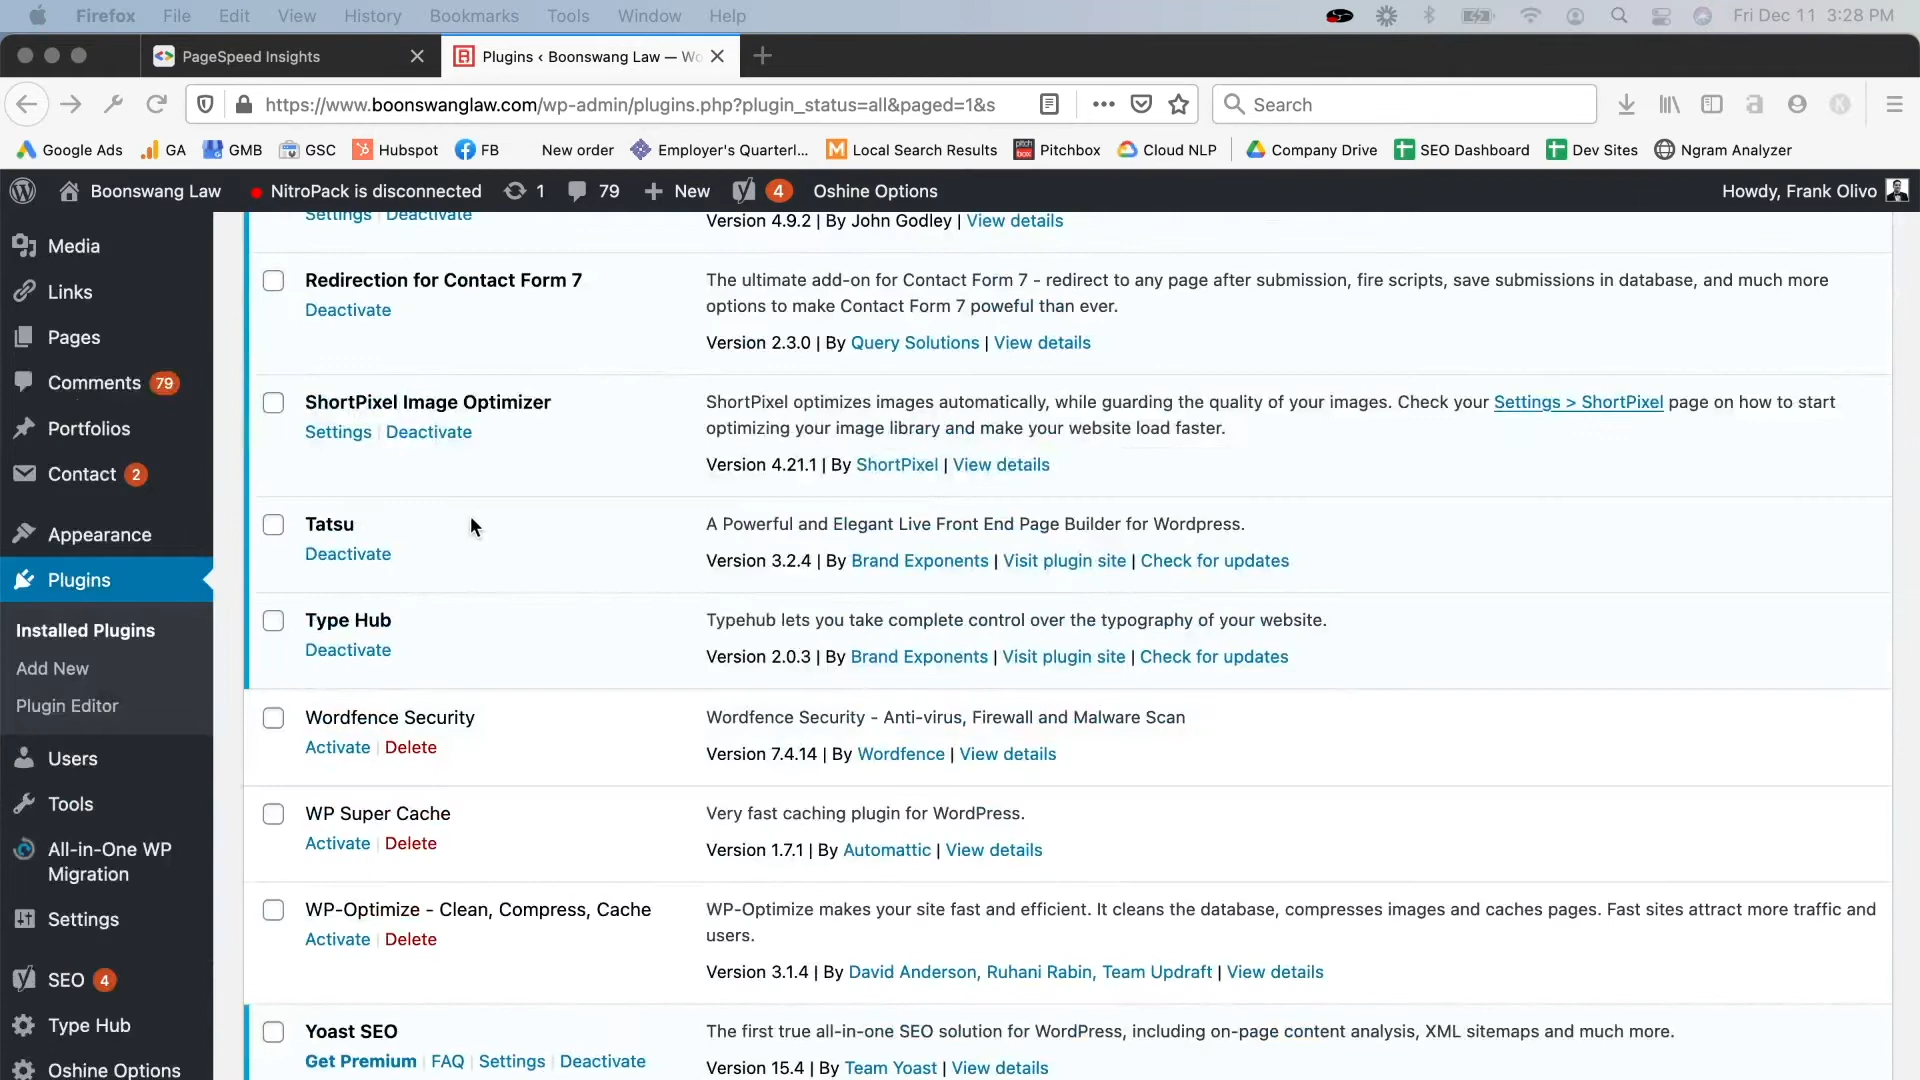 Firefox File Edit View History Bookmarks Tools Window Help Fri Dec 11 3:28 PM
PageSpeed Insights Plugins ‹ Boonswang Law — Wo
https://www.boonswanglaw.com/wp-admin/plugins.php?plugin_status=all&paged=1&s Search
Google Ads GA GMB GSC Hubspot FB New order Employer's Quarterl... Local Search Results Pitchbox Cloud NLP Company Drive SEO Dashboard Dev Sites Ngram Analyzer
Boonswang Law NitroPack is disconnected 1 79 New 4 Oshine Options Howdy, Frank Olivo
Media
Links
Pages
Comments 79
Portfolios
Contact 2
Appearance
Plugins
Installed Plugins
Add New
Plugin Editor
Users
Tools
All-in-One WP
Migration
Settings
SEO 4
Type Hub
Oshine Options
Settings | Deactivate
Version 4.9.2 | By John Godley | View details
Redirection for Contact Form 7
Deactivate
The ultimate add-on for Contact Form 7 - redirect to any page after submission, fire scripts, save submissions in database, and much more
options to make Contact Form 7 poweful than ever.
Version 2.3.0 | By Query Solutions | View details
ShortPixel Image Optimizer
Settings | Deactivate
ShortPixel optimizes images automatically, while guarding the quality of your images. Check your Settings > ShortPixel page on how to start
optimizing your image library and make your website load faster.
Version 4.21.1 | By ShortPixel | View details
Tatsu
Deactivate
A Powerful and Elegant Live Front End Page Builder for Wordpress.
Version 3.2.4 | By Brand Exponents | Visit plugin site | Check for updates
Type Hub
Deactivate
Typehub lets you take complete control over the typography of your website.
Version 2.0.3 | By Brand Exponents | Visit plugin site | Check for updates
Wordfence Security
Activate | Delete
Wordfence Security - Anti-virus, Firewall and Malware Scan
Version 7.4.14 | By Wordfence | View details
WP Super Cache
Activate | Delete
Very fast caching plugin for WordPress.
Version 1.7.1 | By Automattic | View details
WP-Optimize - Clean, Compress, Cache
Activate | Delete
WP-Optimize makes your site fast and efficient. It cleans the database, compresses images and caches pages. Fast sites attract more traffic and
users.
Version 3.1.4 | By David Anderson, Ruhani Rabin, Team Updraft | View details
Yoast SEO
Get Premium | FAQ | Settings | Deactivate
The first true all-in-one SEO solution for WordPress, including on-page content analysis, XML sitemaps and much more.
Version 15.4 | By Team Yoast | View details